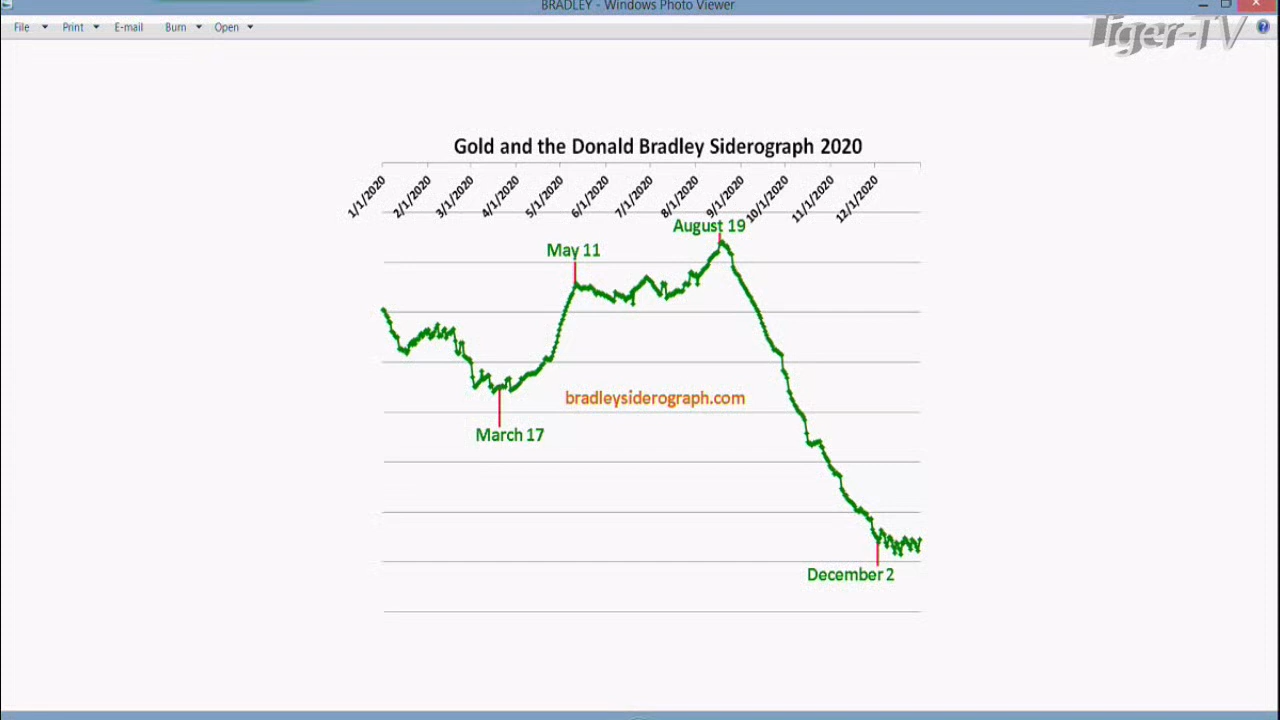 BRADLEY - Windows Photo Viewer
File Print E-mail Burn Open
Tiger-TV
Gold and the Donald Bradley Siderograph 2020
1/1/2020 2/1/2020 3/1/2020 4/1/2020 5/1/2020 6/1/2020 7/1/2020 8/1/2020 9/1/2020 10/1/2020 11/1/2020 12/1/2020
August 19
May 11
bradleysiderograph.com
March 17
December 2